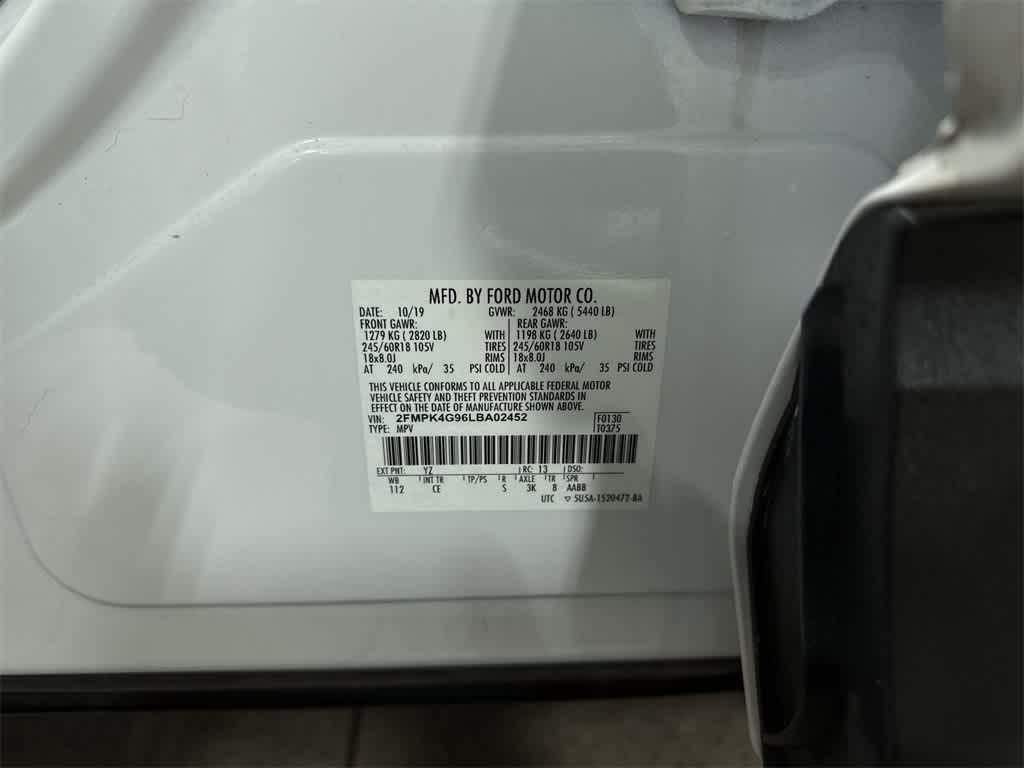 MFD. BY FORD MOTOR CO.
DATE: 10/19 GVWR: 2468 KG ( 5440 LB)
FRONT GAWR: REAR GAWR:
1279 KG ( 2820 LB) WITH 1198 KG ( 2640 LB) WITH
245/60R18 105V TIRES 245/60R18 105V TIRES
18x8.0J RIMS 18x8.0J RIMS
AT 240 kPa/ 35 PSI COLD AT 240 kPa/ 35 PSI COLD
THIS VEHICLE CONFORMS TO ALL APPLICABLE FEDERAL MOTOR
VEHICLE SAFETY AND THEFT PREVENTION STANDARDS IN
EFFECT ON THE DATE OF MANUFACTURE SHOWN ABOVE.
VIN: 2FMPK4G96LBA02452 F0130
TYPE: MPV T0375
EXT PNT: YZ RC: 13 DSO:
WB INT TR TP/PS R AXLE TR SPR
112 CE S 3K 8 AABB
UTC ▽ 5U5A-1520472-BA